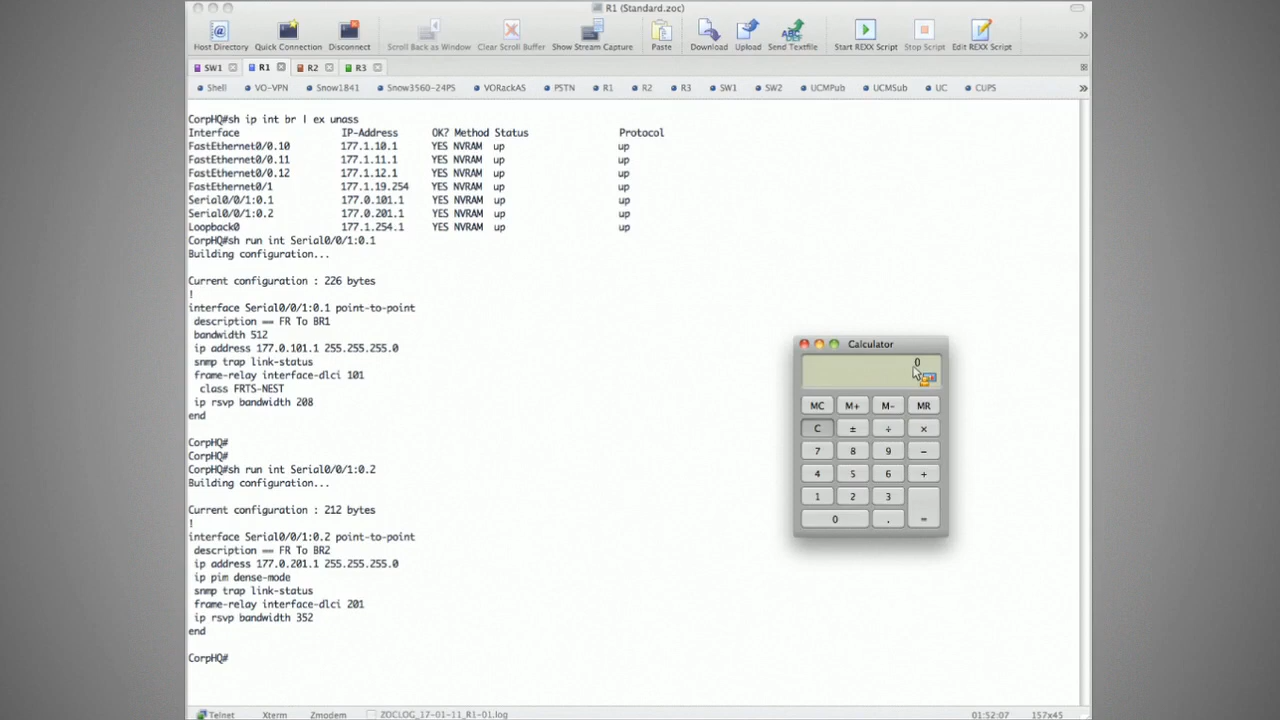 R1 (Standard.zoc)
Host Directory Quick Connection Disconnect Scroll Back as Window Clear Scroll Buffer Show Stream Capture Paste Download Upload Send Textfile Start REXX Script Stop Script Edit REXX Script
SW1 R1 R2 R3
Shell VO-VPN Snow1841 Snow3560-24PS VORackAS PSTN R1 R2 R3 SW1 SW2 UCMPub UCMSub UC CUPS
CorpHQ#sh ip int br | ex unass
Interface IP-Address OK? Method Status Protocol
FastEthernet0/0.10 177.1.10.1 YES NVRAM up up
FastEthernet0/0.11 177.1.11.1 YES NVRAM up up
FastEthernet0/0.12 177.1.12.1 YES NVRAM up up
FastEthernet0/1 177.1.19.254 YES NVRAM up up
Serial0/0/1:0.1 177.0.101.1 YES NVRAM up up
Serial0/0/1:0.2 177.0.201.1 YES NVRAM up up
Loopback0 177.1.254.1 YES NVRAM up up
CorpHQ#sh run int Serial0/0/1:0.1
Building configuration...
Current configuration : 226 bytes
!
interface Serial0/0/1:0.1 point-to-point
description == FR To BR1
bandwidth 512
ip address 177.0.101.1 255.255.255.0
snmp trap link-status
frame-relay interface-dlci 101
class FRTS-NEST
ip rsvp bandwidth 208
end
CorpHQ#
CorpHQ#
CorpHQ#sh run int Serial0/0/1:0.2
Building configuration...
Current configuration : 212 bytes
!
interface Serial0/0/1:0.2 point-to-point
description == FR To BR2
ip address 177.0.201.1 255.255.255.0
ip pim dense-mode
snmp trap link-status
frame-relay interface-dlci 201
ip rsvp bandwidth 352
end
CorpHQ#
Calculator
0
MC M+ M- MR
C ± ÷ ×
7 8 9 −
4 5 6 +
1 2 3
0 . =
Telnet Xterm Zmodem ZOCLOG_17-01-11_R1-01.log 01:52:07 157x45